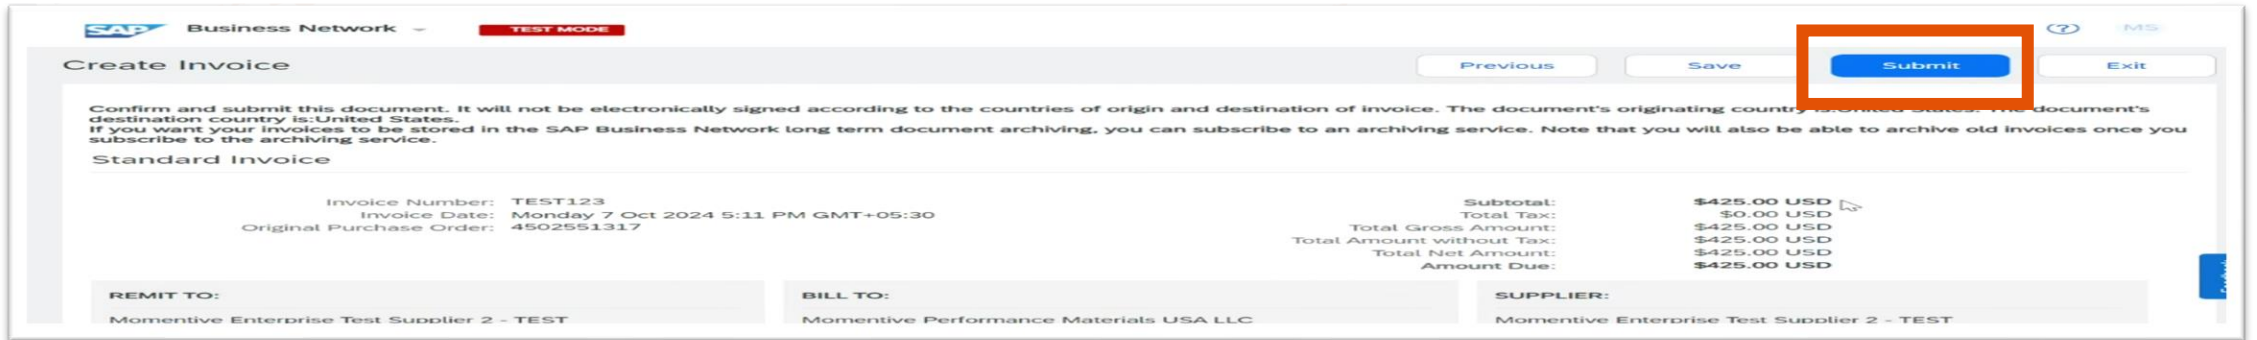 SAP Business Network TEST MODE ? MS
Create Invoice Previous Save Submit Exit
Confirm and submit this document. It will not be electronically signed according to the countries of origin and destination of invoice. The document's originating country is:United States. The document's
destination country is:United States.
If you want your invoices to be stored in the SAP Business Network long term document archiving, you can subscribe to an archiving service. Note that you will also be able to archive old invoices once you
subscribe to the archiving service.
Standard Invoice
Invoice Number: TEST123
Invoice Date: Monday 7 Oct 2024 5:11 PM GMT+05:30
Original Purchase Order: 4502551317
Subtotal: $425.00 USD
Total Tax: $0.00 USD
Total Gross Amount: $425.00 USD
Total Amount without Tax: $425.00 USD
Total Net Amount: $425.00 USD
Amount Due: $425.00 USD
REMIT TO:
Momentive Enterprise Test Supplier 2 - TEST
BILL TO:
Momentive Performance Materials USA LLC
SUPPLIER:
Momentive Enterprise Test Supplier 2 - TEST